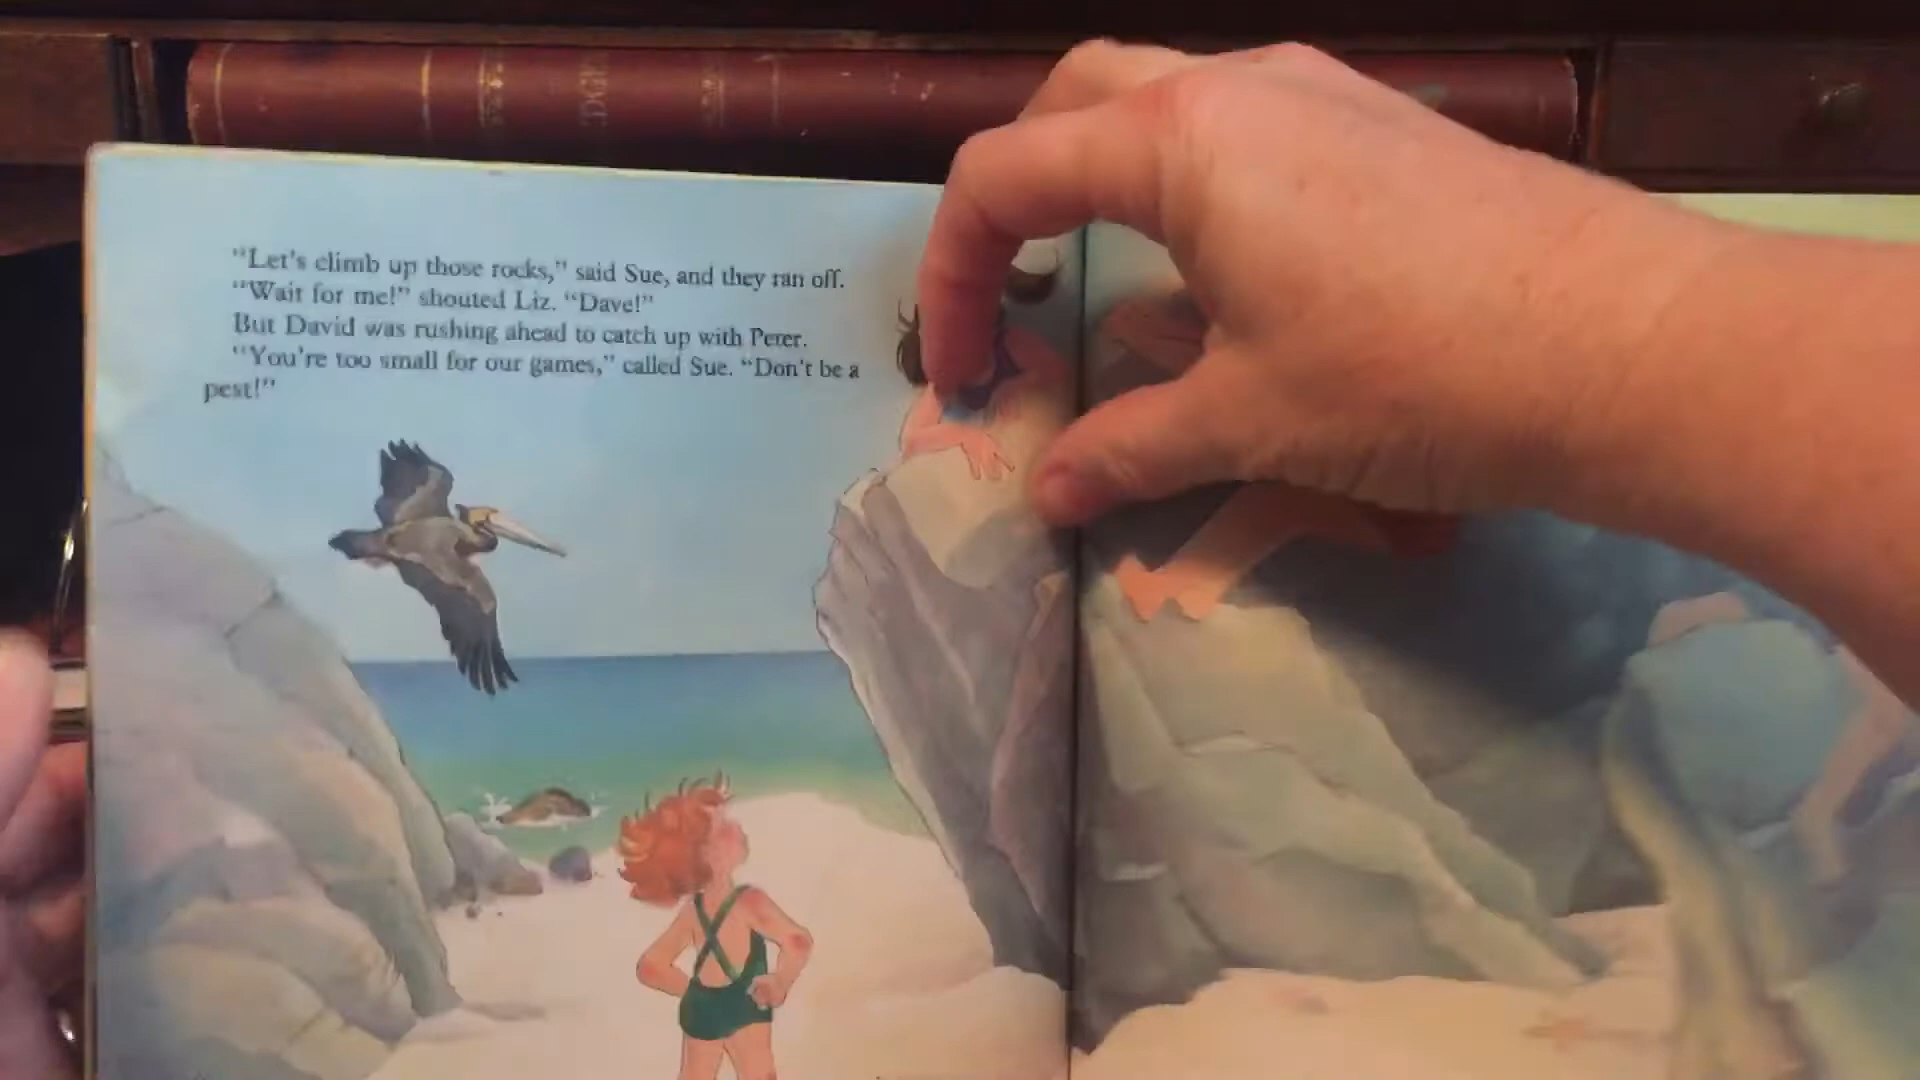 “Let's climb up those rocks,” said Sue, and they ran off.
“Wait for me!” shouted Liz. “Dave!”
But David was rushing ahead to catch up with Peter.
“You're too small for our games,” called Sue. “Don't be a
pest!”